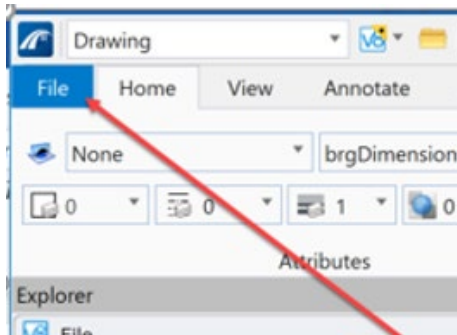 Drawing
File Home View Annotate
None brgDimension
0 0 1 0
Attributes
Explorer
File